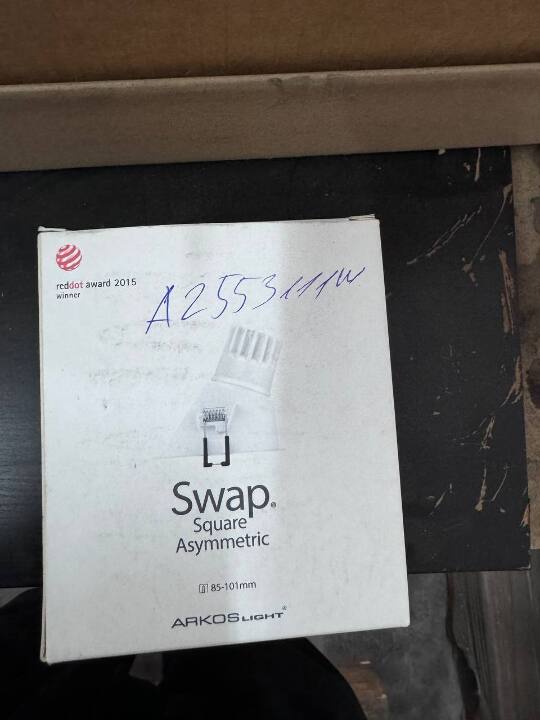 reddot award 2015
winner
A2553111W
Swap®
Square
Asymmetric
85-101mm
ARKOSLIGHT®